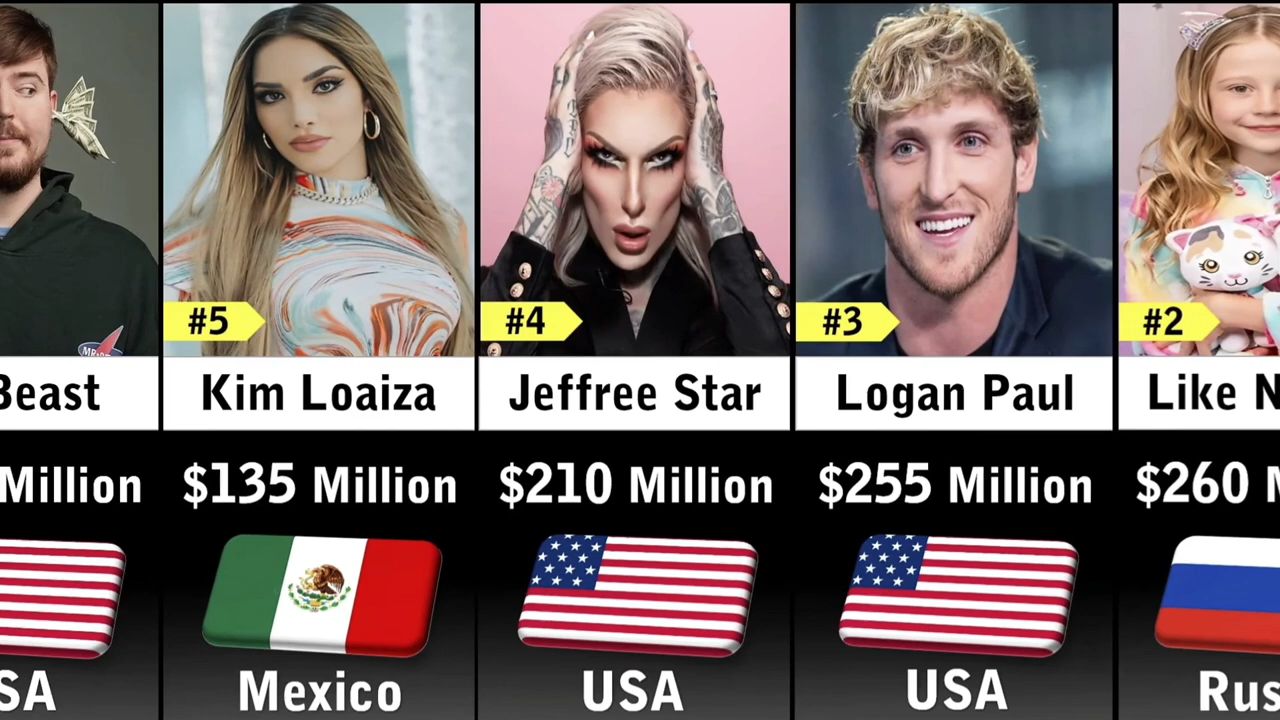 #5
#4
#3
#2
Beast
Kim Loaiza
Jeffree Star
Logan Paul
Like N
Million
$135 Million
$210 Million
$255 Million
$260 M
SA
Mexico
USA
USA
Rus